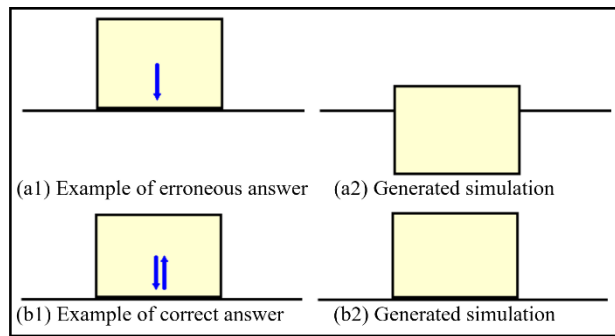 (a1) Example of erroneous answer
(a2) Generated simulation
(b1) Example of correct answer
(b2) Generated simulation